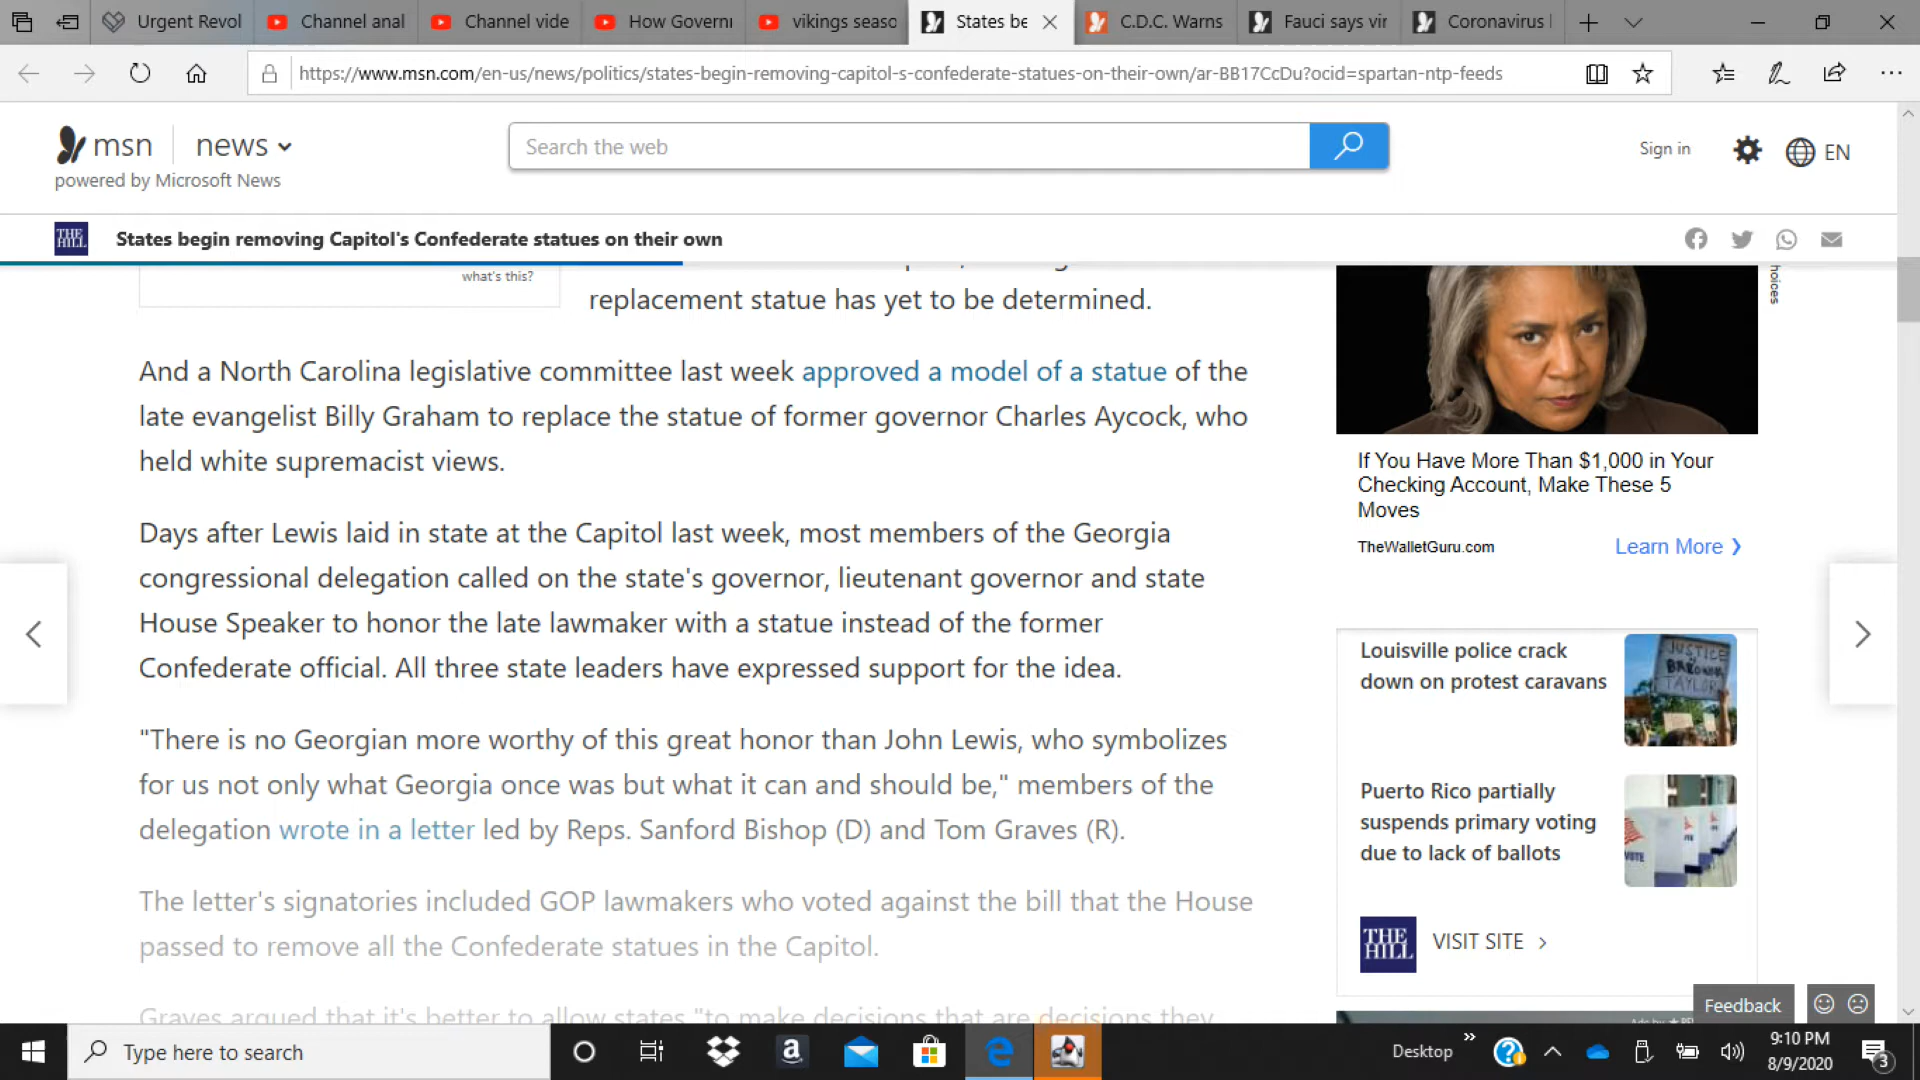 Urgent Revol
Channel anal
Channel vide
How Governi
vikings seaso
States be
C.D.C. Warns
Fauci says vir
Coronavirus
https://www.msn.com/en-us/news/politics/states-begin-removing-capitol-s-confederate-statues-on-their-own/ar-BB17CcDu?ocid=spartan-ntp-feeds
msn
news
powered by Microsoft News
Search the web
Sign in
EN
THE HILL
States begin removing Capitol's Confederate statues on their own
what's this?
replacement statue has yet to be determined.
And a North Carolina legislative committee last week approved a model of a statue of the
late evangelist Billy Graham to replace the statue of former governor Charles Aycock, who
held white supremacist views.
Days after Lewis laid in state at the Capitol last week, most members of the Georgia
congressional delegation called on the state's governor, lieutenant governor and state
House Speaker to honor the late lawmaker with a statue instead of the former
Confederate official. All three state leaders have expressed support for the idea.
"There is no Georgian more worthy of this great honor than John Lewis, who symbolizes
for us not only what Georgia once was but what it can and should be," members of the
delegation wrote in a letter led by Reps. Sanford Bishop (D) and Tom Graves (R).
The letter's signatories included GOP lawmakers who voted against the bill that the House
passed to remove all the Confederate statues in the Capitol.
Graves argued that it's better to allow states "to make decisions that are decisions they
hoices
If You Have More Than $1,000 in Your
Checking Account, Make These 5
Moves
TheWalletGuru.com
Learn More
Louisville police crack
down on protest caravans
JUSTICE
TAYLOR
Puerto Rico partially
suspends primary voting
due to lack of ballots
VOTE
THE
HILL
VISIT SITE
Feedback
Type here to search
Desktop
9:10 PM
8/9/2020
3